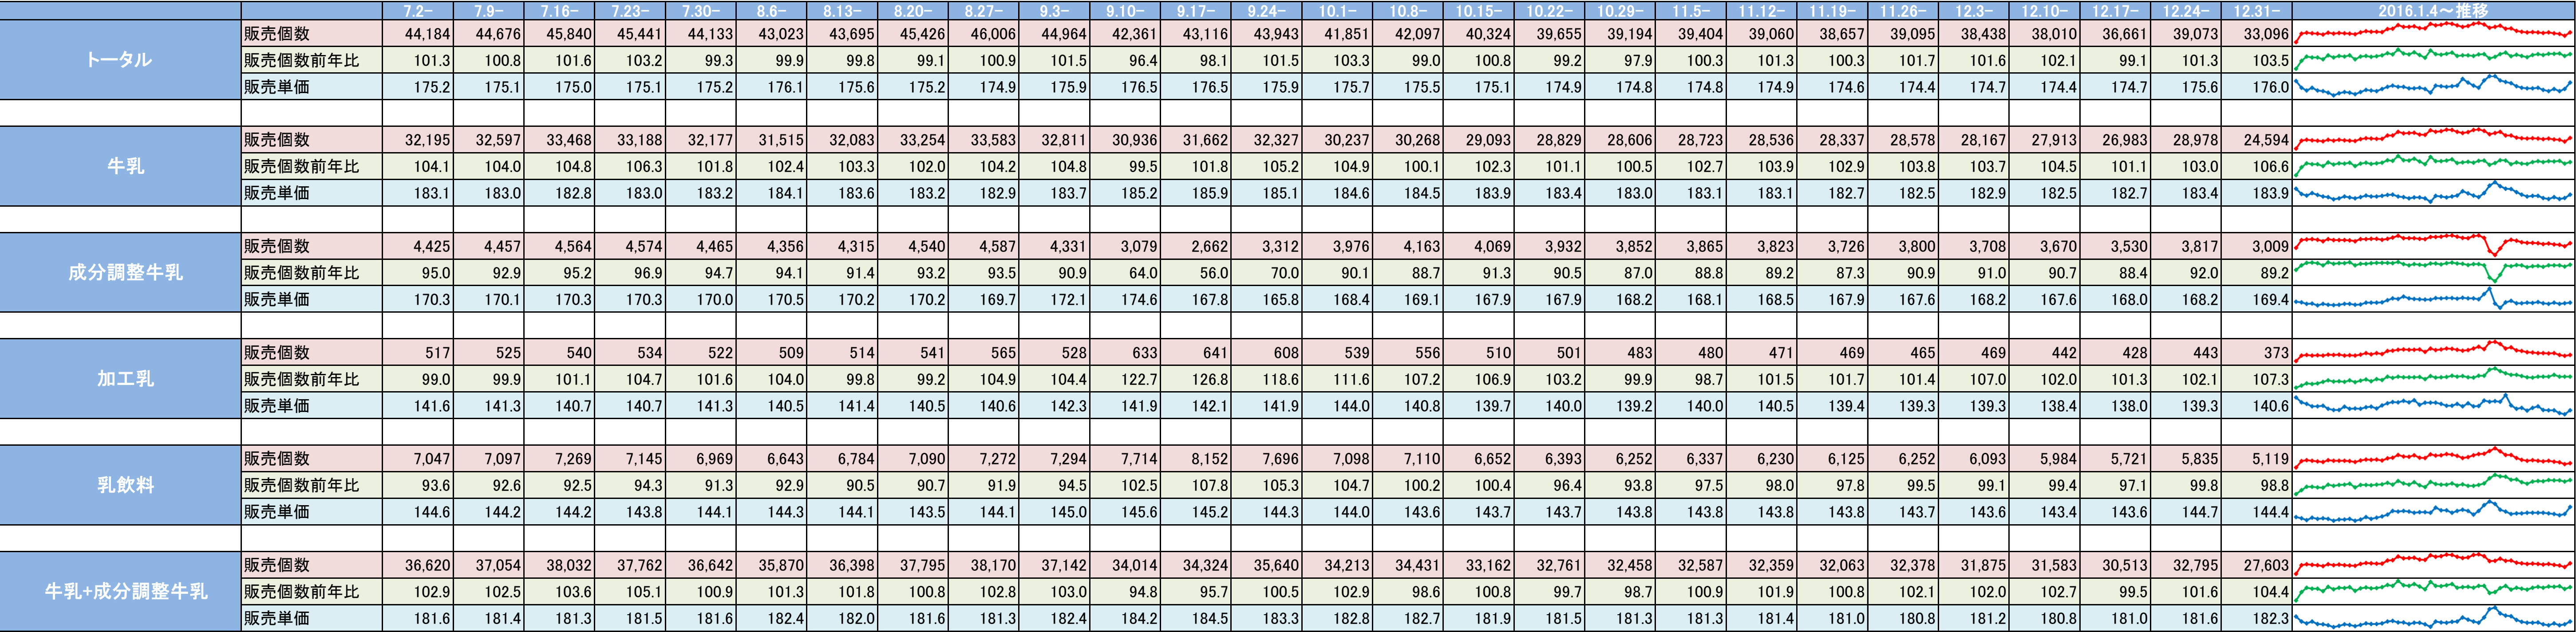 7.2– 7.9– 7.16– 7.23– 7.30– 8.6– 8.13– 8.20– 8.27– 9.3– 9.10– 9.17– 9.24– 10.1– 10.8– 10.15– 10.22– 10.29– 11.5– 11.12– 11.19– 11.26– 12.3– 12.10– 12.17– 12.24– 12.31– 2016.1.4～推移
トータル
販売個数 44,184 44,676 45,840 45,441 44,133 43,023 43,695 45,426 46,006 44,964 42,361 43,116 43,943 41,851 42,097 40,324 39,655 39,194 39,404 39,060 38,657 39,095 38,438 38,010 36,661 39,073 33,096
販売個数前年比 101.3 100.8 101.6 103.2 99.3 99.9 99.8 99.1 100.9 101.5 96.4 98.1 101.5 103.3 99.0 100.8 99.2 97.9 100.3 101.3 100.3 101.7 101.6 102.1 99.1 101.3 103.5
販売単価 175.2 175.1 175.0 175.1 175.2 176.1 175.6 175.2 174.9 175.9 176.5 176.5 175.9 175.7 175.5 175.1 174.9 174.8 174.8 174.9 174.6 174.4 174.7 174.4 174.7 175.6 176.0
牛乳
販売個数 32,195 32,597 33,468 33,188 32,177 31,515 32,083 33,254 33,583 32,811 30,936 31,662 32,327 30,237 30,268 29,093 28,829 28,606 28,723 28,536 28,337 28,578 28,167 27,913 26,983 28,978 24,594
販売個数前年比 104.1 104.0 104.8 106.3 101.8 102.4 103.3 102.0 104.2 104.8 99.5 101.8 105.2 104.9 100.1 102.3 101.1 100.5 102.7 103.9 102.9 103.8 103.7 104.5 101.1 103.0 106.6
販売単価 183.1 183.0 182.8 183.0 183.2 184.1 183.6 183.2 182.9 183.7 185.2 185.9 185.1 184.6 184.5 183.9 183.4 183.0 183.1 183.1 182.7 182.5 182.9 182.5 182.7 183.4 183.9
成分調整牛乳
販売個数 4,425 4,457 4,564 4,574 4,465 4,356 4,315 4,540 4,587 4,331 3,079 2,662 3,312 3,976 4,163 4,069 3,932 3,852 3,865 3,823 3,726 3,800 3,708 3,670 3,530 3,817 3,009
販売個数前年比 95.0 92.9 95.2 96.9 94.7 94.1 91.4 93.2 93.5 90.9 64.0 56.0 70.0 90.1 88.7 91.3 90.5 87.0 88.8 89.2 87.3 90.9 91.0 90.7 88.4 92.0 89.2
販売単価 170.3 170.1 170.3 170.3 170.0 170.5 170.2 170.2 169.7 172.1 174.6 167.8 165.8 168.4 169.1 167.9 167.9 168.2 168.1 168.5 167.9 167.6 168.2 167.6 168.0 168.2 169.4
加工乳
販売個数 517 525 540 534 522 509 514 541 565 528 633 641 608 539 556 510 501 483 480 471 469 465 469 442 428 443 373
販売個数前年比 99.0 99.9 101.1 104.7 101.6 104.0 99.8 99.2 104.9 104.4 122.7 126.8 118.6 111.6 107.2 106.9 103.2 99.9 98.7 101.5 101.7 101.4 107.0 102.0 101.3 102.1 107.3
販売単価 141.6 141.3 140.7 140.7 141.3 140.5 141.4 140.5 140.6 142.3 141.9 142.1 141.9 144.0 140.8 139.7 140.0 139.2 140.0 140.5 139.4 139.3 139.3 138.4 138.0 139.3 140.6
乳飲料
販売個数 7,047 7,097 7,269 7,145 6,969 6,643 6,784 7,090 7,272 7,294 7,714 8,152 7,696 7,098 7,110 6,652 6,393 6,252 6,337 6,230 6,125 6,252 6,093 5,984 5,721 5,835 5,119
販売個数前年比 93.6 92.6 92.5 94.3 91.3 92.9 90.5 90.7 91.9 94.5 102.5 107.8 105.3 104.7 100.2 100.4 96.4 93.8 97.5 98.0 97.8 99.5 99.1 99.4 97.1 99.8 98.8
販売単価 144.6 144.2 144.2 143.8 144.1 144.3 144.1 143.5 144.1 145.0 145.6 145.2 144.3 144.0 143.6 143.7 143.7 143.8 143.8 143.8 143.8 143.7 143.6 143.4 143.6 144.7 144.4
牛乳+成分調整牛乳
販売個数 36,620 37,054 38,032 37,762 36,642 35,870 36,398 37,795 38,170 37,142 34,014 34,324 35,640 34,213 34,431 33,162 32,761 32,458 32,587 32,359 32,063 32,378 31,875 31,583 30,513 32,795 27,603
販売個数前年比 102.9 102.5 103.6 105.1 100.9 101.3 101.8 100.8 102.8 103.0 94.8 95.7 100.5 102.9 98.6 100.8 99.7 98.7 100.9 101.9 100.8 102.1 102.0 102.7 99.5 101.6 104.4
販売単価 181.6 181.4 181.3 181.5 181.6 182.4 182.0 181.6 181.3 182.4 184.2 184.5 183.3 182.8 182.7 181.9 181.5 181.3 181.3 181.4 181.0 180.8 181.2 180.8 181.0 181.6 182.3